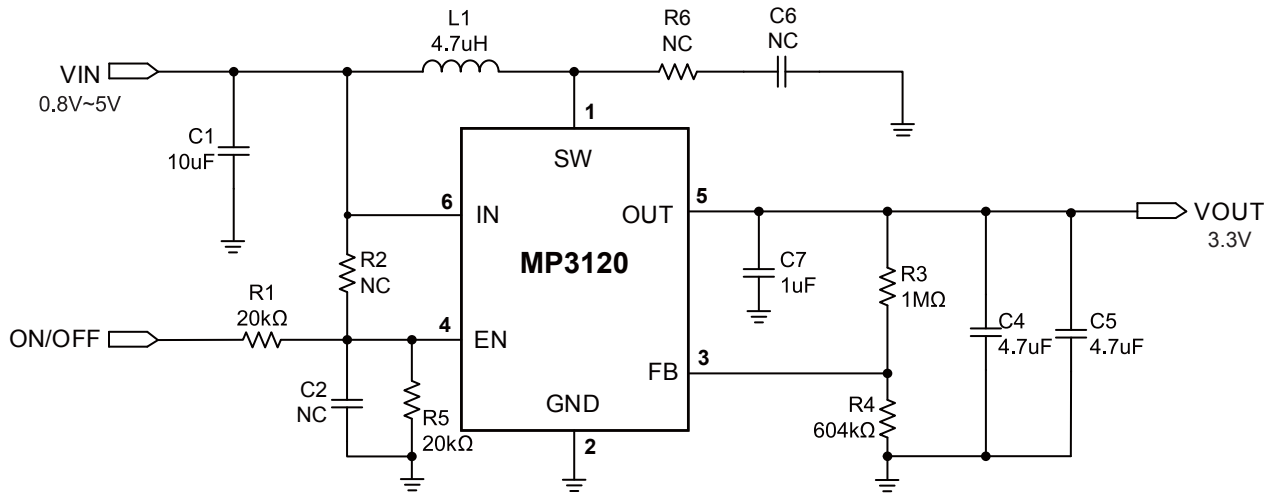 L1
4.7uH
R6
NC
C6
NC
VIN
0.8V~5V
C1
10uF
1
SW
6
IN
OUT
5
VOUT
3.3V
MP3120
R2
NC
C7
1uF
R3
1MΩ
R1
20kΩ
ON/OFF
4
EN
C4
4.7uF
C5
4.7uF
FB
3
C2
NC
R5
20kΩ
GND
2
R4
604kΩ